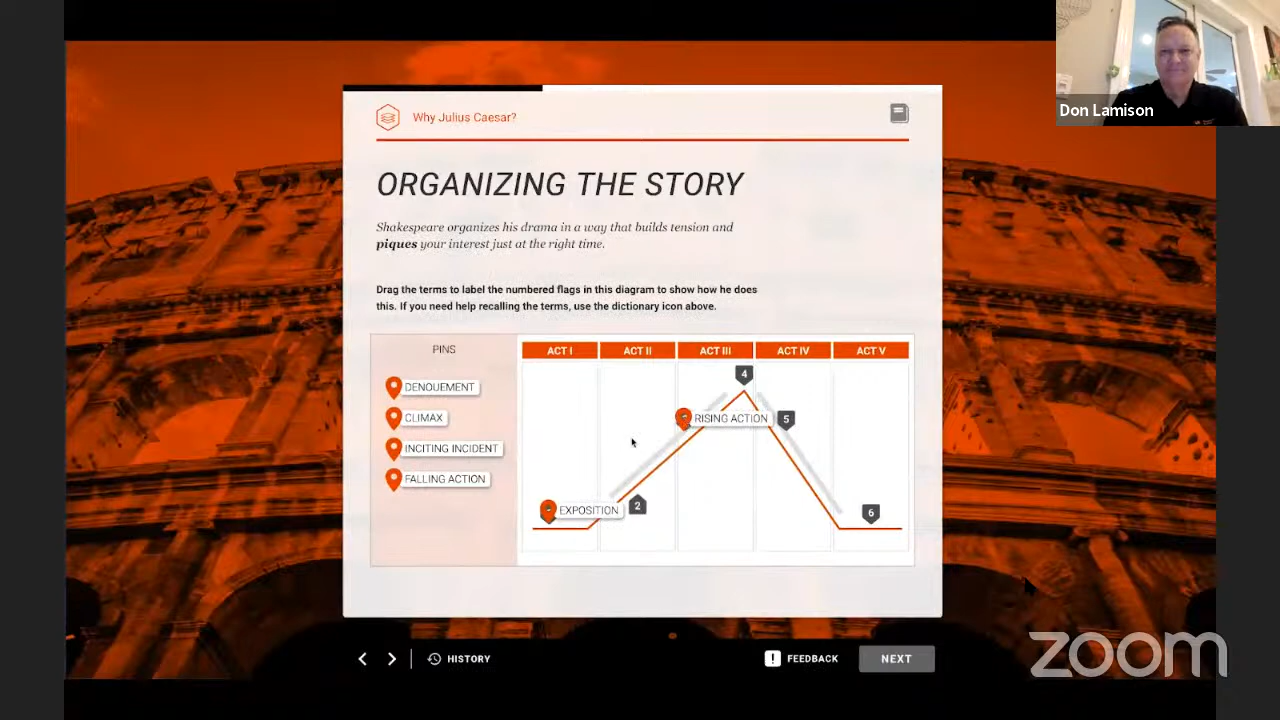 Don Lamison
Why Julius Caesar?
ORGANIZING THE STORY
Shakespeare organizes his drama in a way that builds tension and
piques your interest just at the right time.
Drag the terms to label the numbered flags in this diagram to show how he does
this. If you need help recalling the terms, use the dictionary icon above.
PINS
ACT I
ACT II
ACT III
ACT IV
ACT V
DENOUEMENT
CLIMAX
INCITING INCIDENT
FALLING ACTION
4
RISING ACTION
5
EXPOSITION
2
6
HISTORY
! FEEDBACK
NEXT
zoom